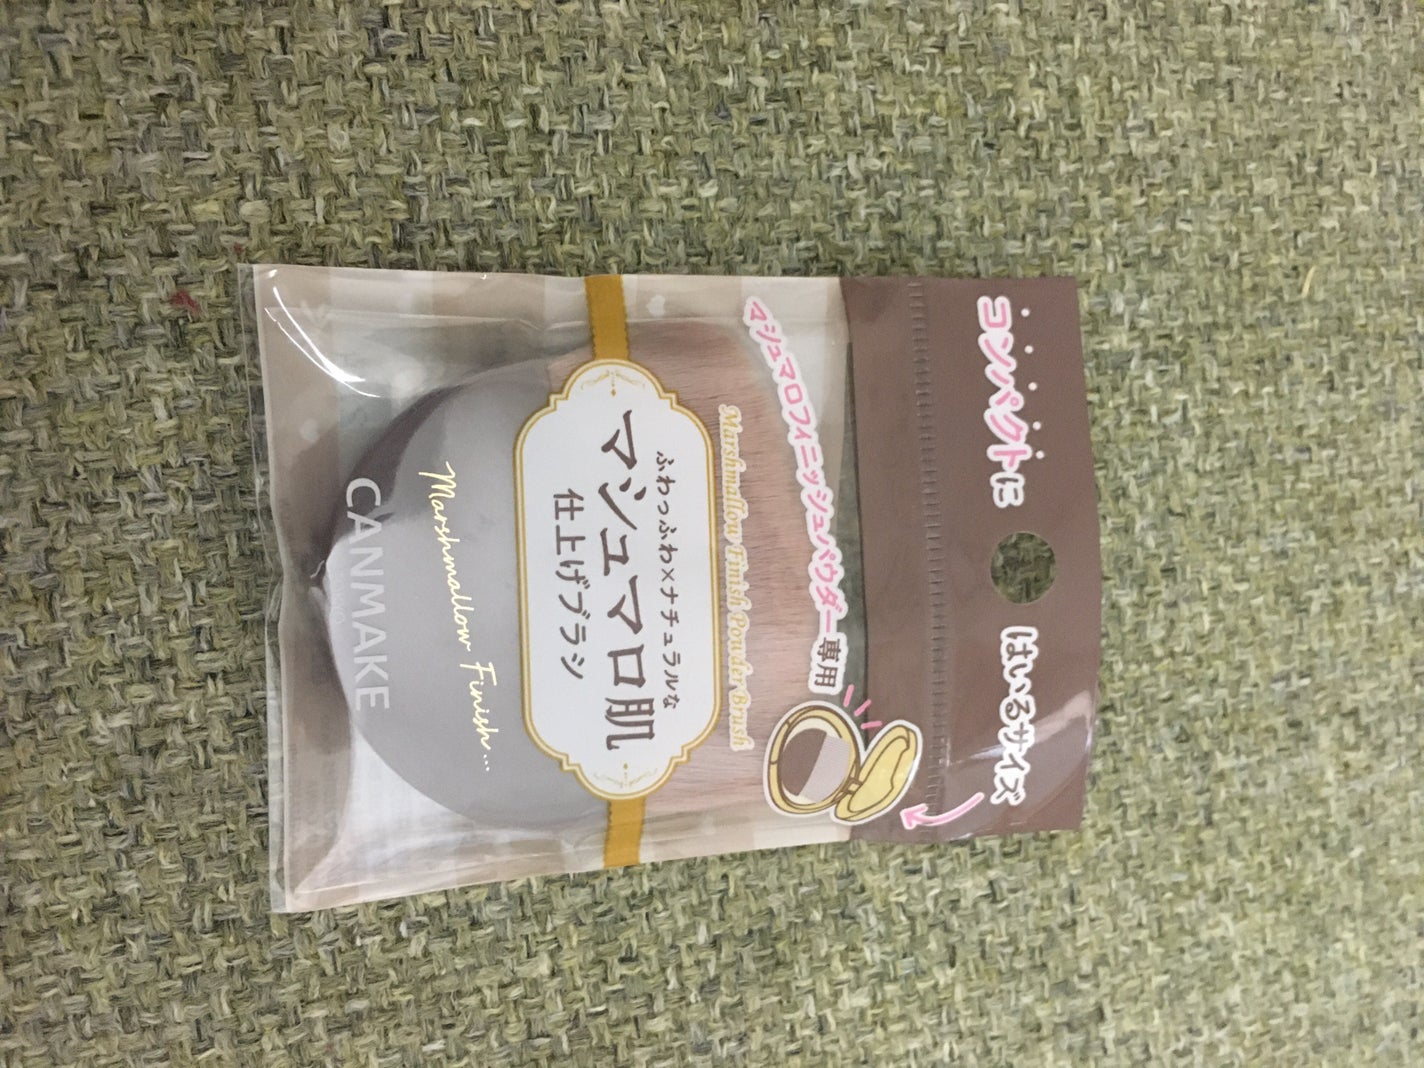 コンパクトに はいるサイズ
マシュマロフィニッシュパウダー専用
Marshmallow Finish Powder Brush
ふわっふわ×ナチュラルな
マシュマロ肌
仕上げブラシ
Marshmallow Finish...
CANMAKE